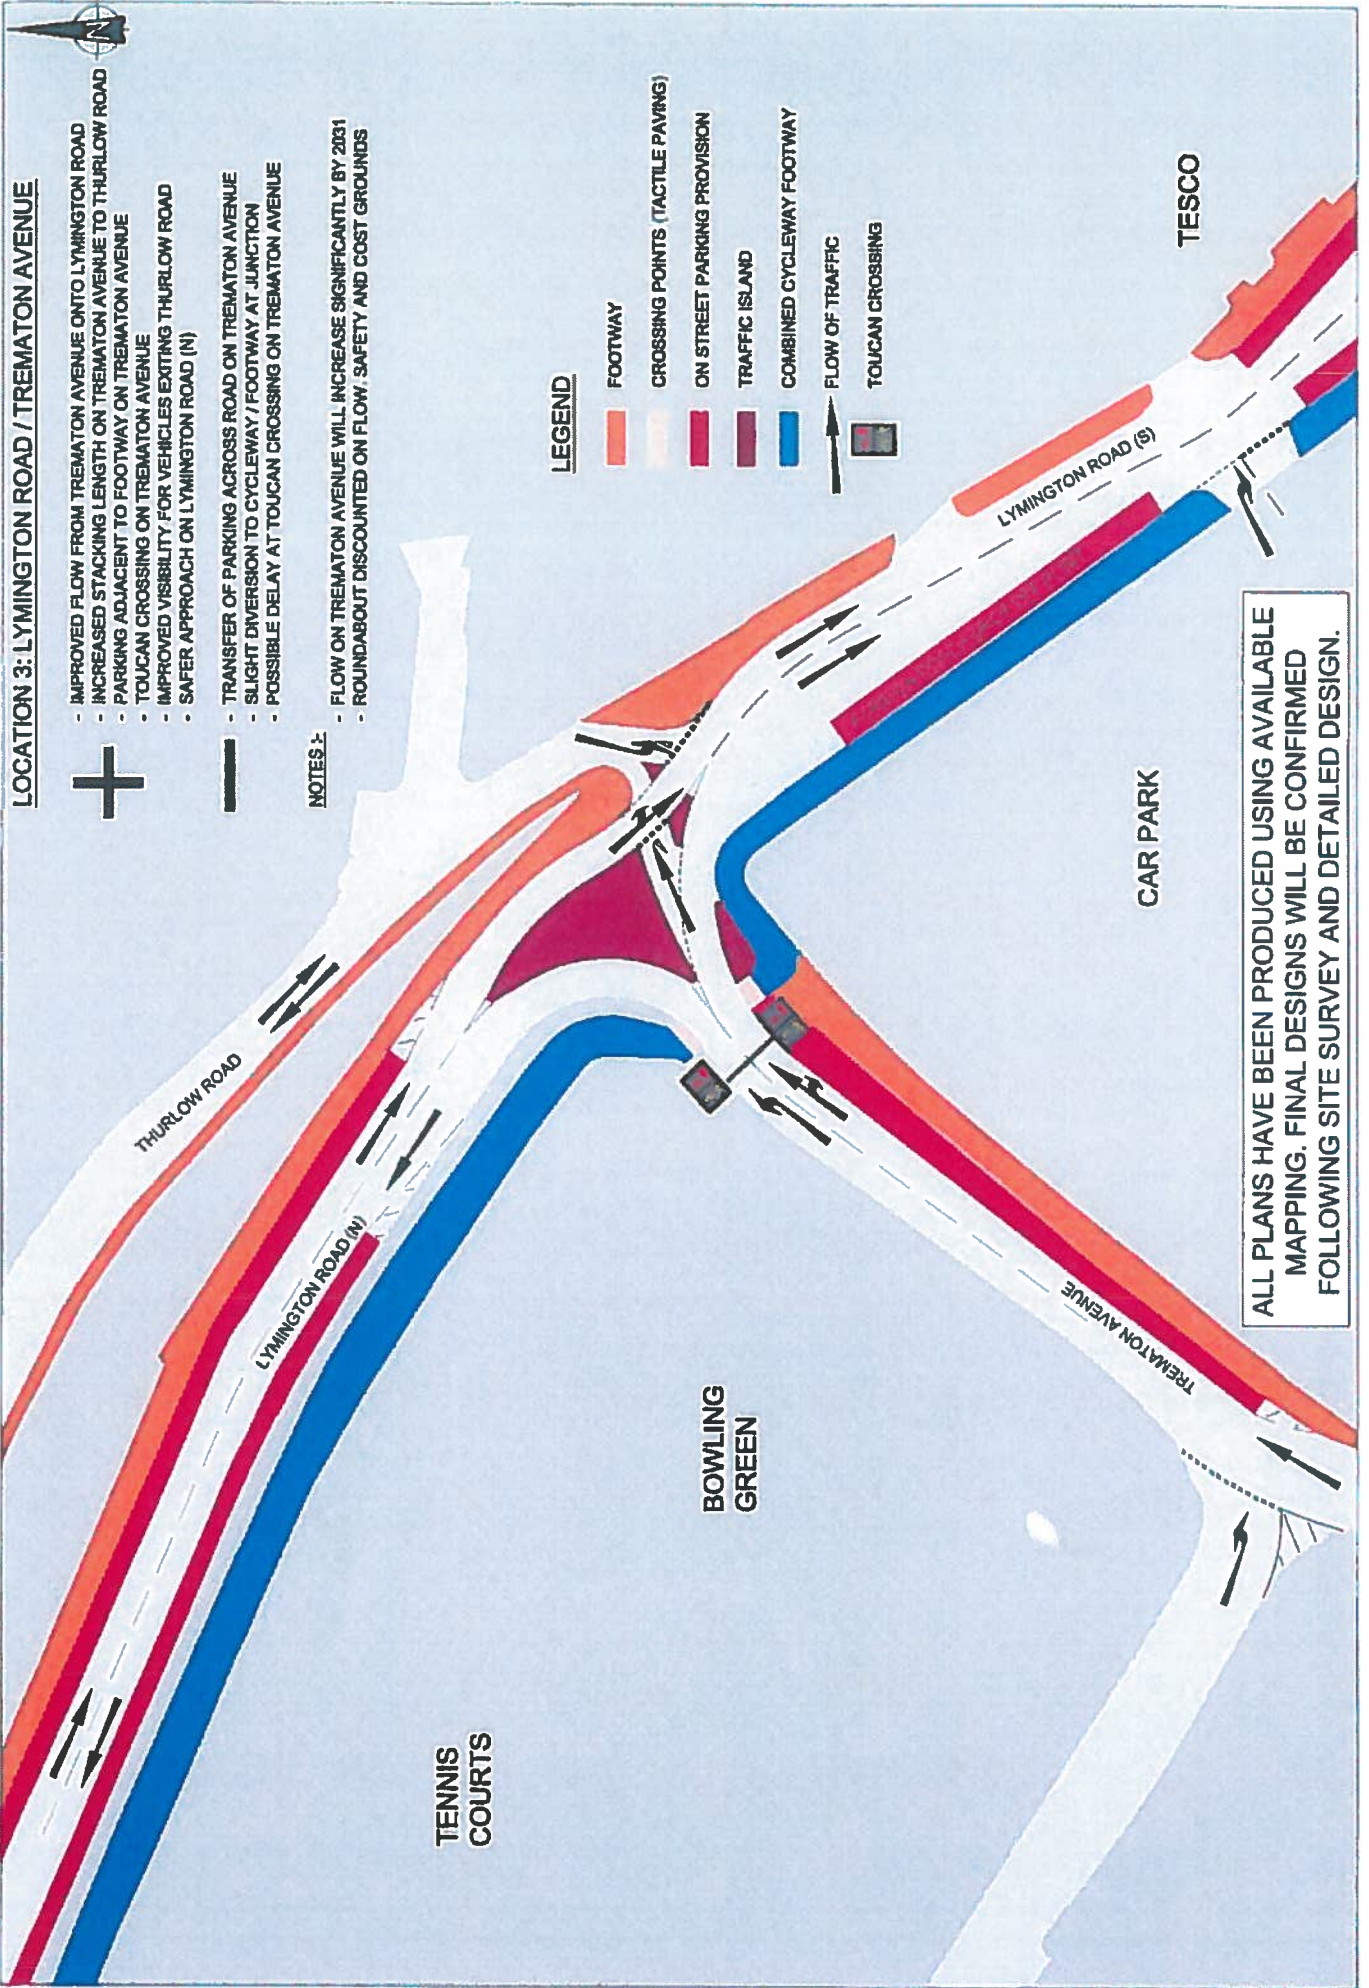 LOCATION 3: LYMINGTON ROAD / TREMATON AVENUE
N
+
- IMPROVED FLOW FROM TREMATON AVENUE ONTO LYMINGTON ROAD
- INCREASED STACKING LENGTH ON TREMATON AVENUE TO THURLOW ROAD
- PARKING ADJACENT TO FOOTWAY ON TREMATON AVENUE
- TOUCAN CROSSING ON TREMATON AVENUE
- IMPROVED VISIBILITY FOR VEHICLES EXITING THURLOW ROAD
- SAFER APPROACH ON LYMINGTON ROAD (N)
- TRANSFER OF PARKING ACROSS ROAD ON TREMATON AVENUE
- SLIGHT DIVERSION TO CYCLEWAY / FOOTWAY AT JUNCTION
- POSSIBLE DELAY AT TOUCAN CROSSING ON TREMATON AVENUE
NOTES :-
- FLOW ON TREMATON AVENUE WILL INCREASE SIGNIFICANTLY BY 2031
- ROUNDABOUT DISCOUNTED ON FLOW, SAFETY AND COST GROUNDS
LEGEND
FOOTWAY
CROSSING POINTS (TACTILE PAVING)
ON STREET PARKING PROVISION
TRAFFIC ISLAND
COMBINED CYCLEWAY FOOTWAY
FLOW OF TRAFFIC
TOUCAN CROSSING
THURLOW ROAD
LYMINGTON ROAD (N)
LYMINGTON ROAD (S)
TREMATON AVENUE
TESCO
CAR PARK
BOWLING
GREEN
TENNIS
COURTS
ALL PLANS HAVE BEEN PRODUCED USING AVAILABLE
MAPPING. FINAL DESIGNS WILL BE CONFIRMED
FOLLOWING SITE SURVEY AND DETAILED DESIGN.